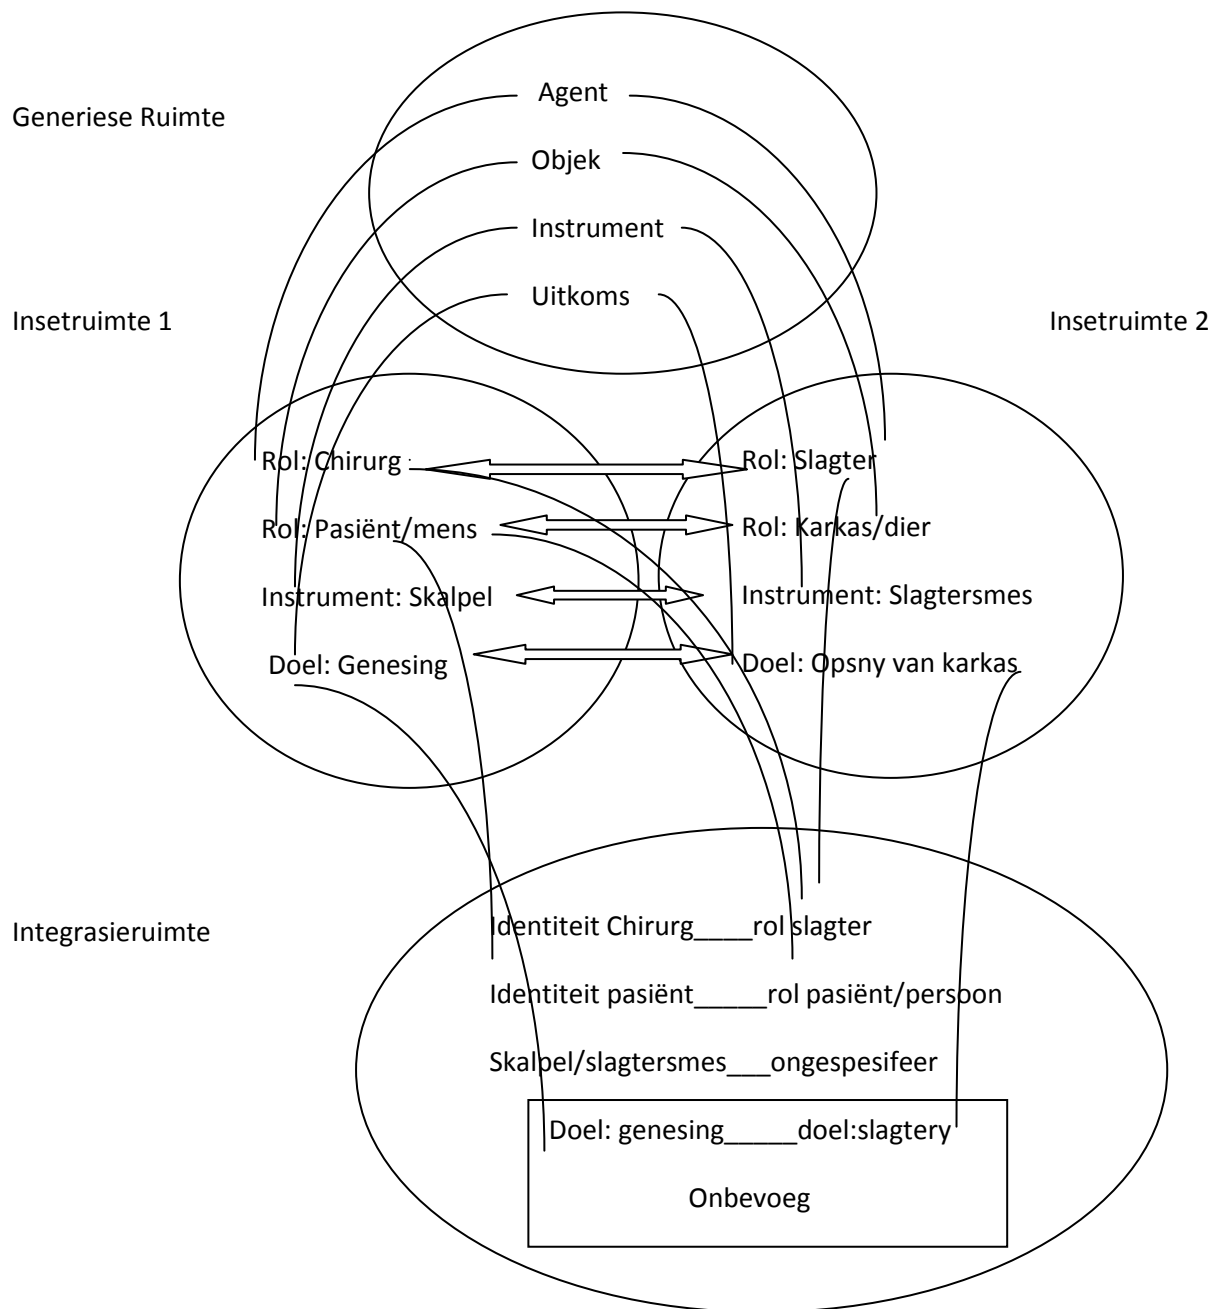 Agent
Generiese Ruimte
Objek
Instrument
Uitkoms
Insetruimte 1
Insetruimte 2
Rol: Chirurg
Rol: Slagter
Rol: Pasiënt/mens
Rol: Karkas/dier
Instrument: Skalpel
Instrument: Slagtersmes
Doel: Genesing
Doel: Opsny van karkas
Integrasieruimte
Identiteit Chirurg____rol slagter
Identiteit pasiënt_____rol pasiënt/persoon
Skalpel/slagtersmes___ongespesifeer
Doel: genesing_____doel:slagtery
Onbevoeg